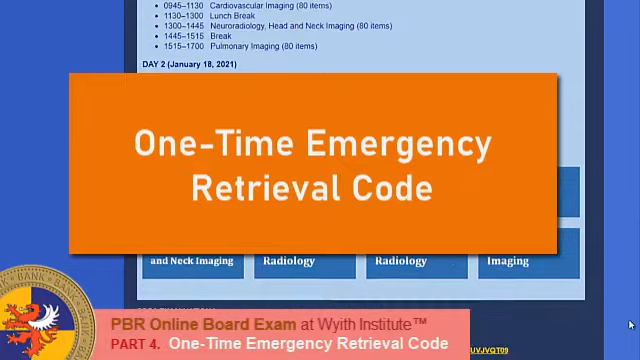 0945–1130 Cardiovascular Imaging (80 items)
1130–1300 Lunch Break
1300–1445 Neuroradiology, Head and Neck Imaging (80 items)
1445–1515 Break
1515–1700 Pulmonary Imaging (80 items)
DAY 2 (January 18, 2021)
One-Time Emergency
Retrieval Code
and Neck Imaging
Radiology
Radiology
Imaging
BANK
PBR Online Board Exam at Wyith Institute™
PART 4. One-Time Emergency Retrieval Code
UVJVQT09